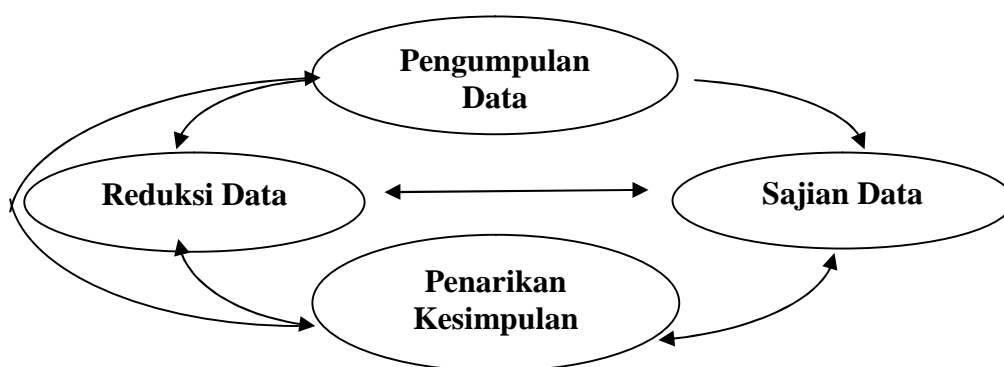 Pengumpulan
Data
Reduksi Data
Sajian Data
Penarikan
Kesimpulan